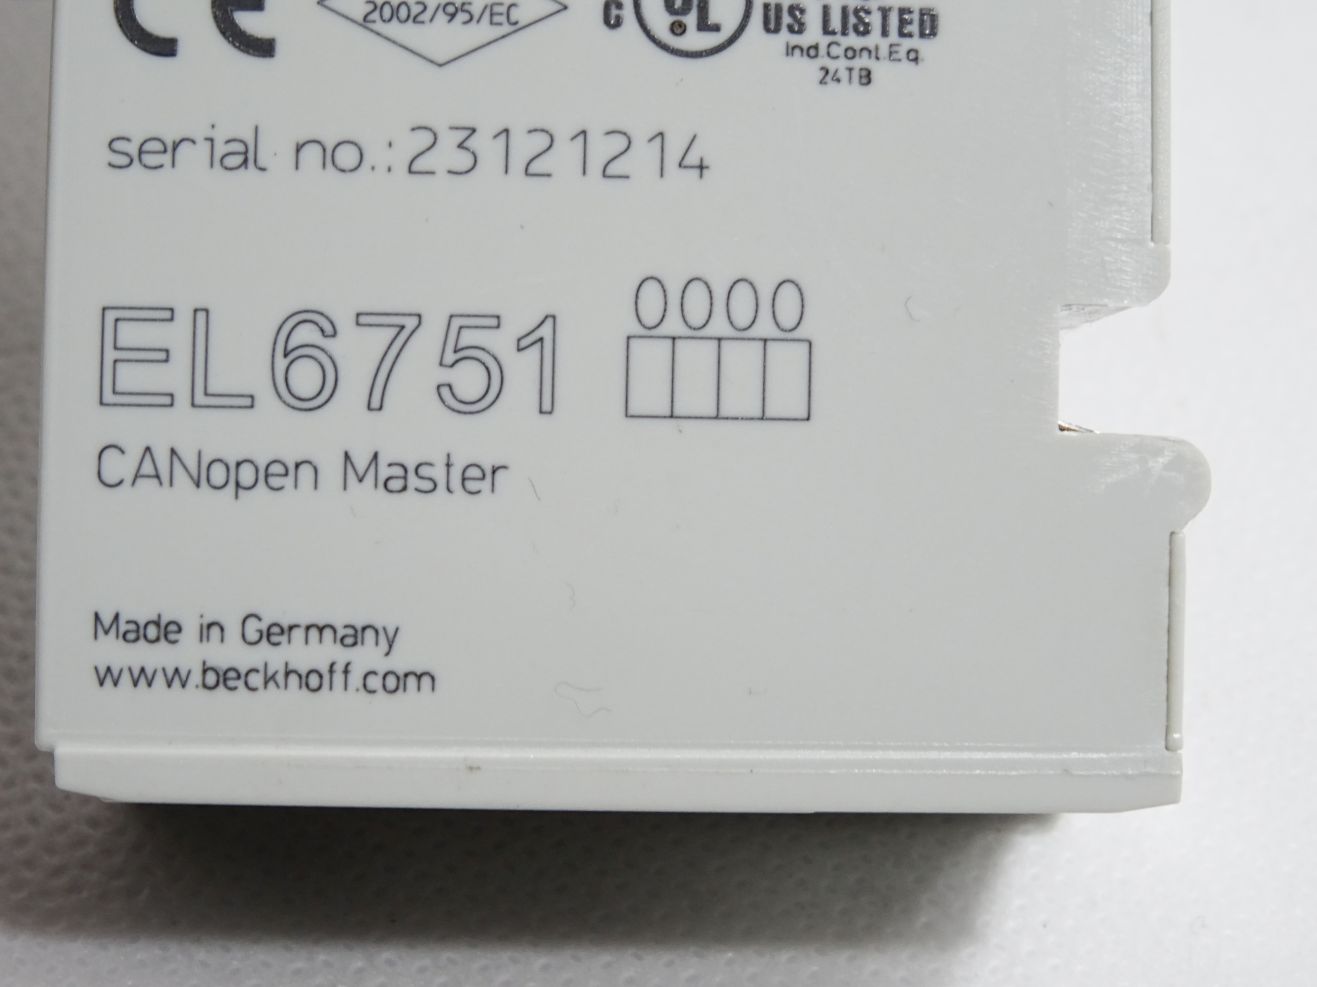 CE 2002/95/EC C UL US LISTED
Ind.Cont.Eq.
24TB
serial no.:23121214
EL6751 0000
CANopen Master
Made in Germany
www.beckhoff.com